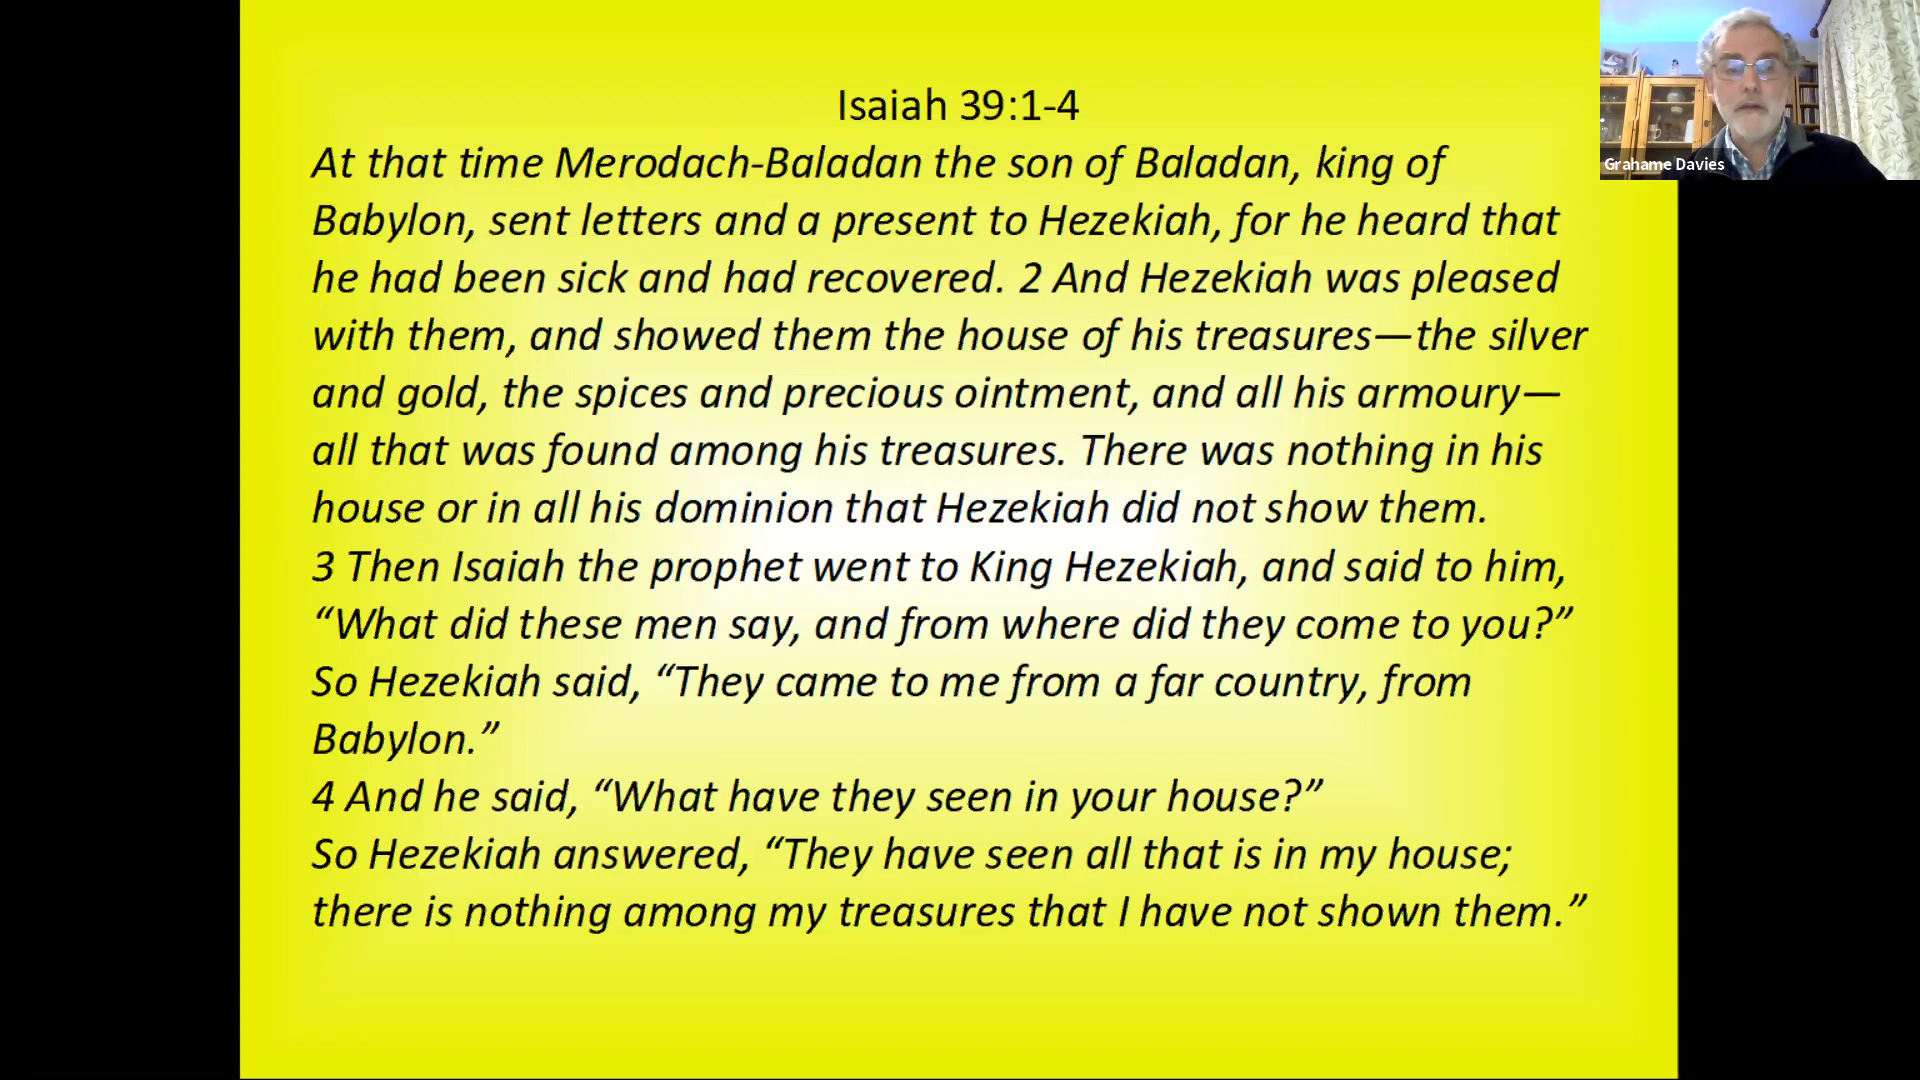 Isaiah 39:1-4
At that time Merodach-Baladan the son of Baladan, king of
Babylon, sent letters and a present to Hezekiah, for he heard that
he had been sick and had recovered. 2 And Hezekiah was pleased
with them, and showed them the house of his treasures—the silver
and gold, the spices and precious ointment, and all his armoury—
all that was found among his treasures. There was nothing in his
house or in all his dominion that Hezekiah did not show them.
3 Then Isaiah the prophet went to King Hezekiah, and said to him,
“What did these men say, and from where did they come to you?”
So Hezekiah said, “They came to me from a far country, from
Babylon.”
4 And he said, “What have they seen in your house?”
So Hezekiah answered, “They have seen all that is in my house;
there is nothing among my treasures that I have not shown them.”
Grahame Davies